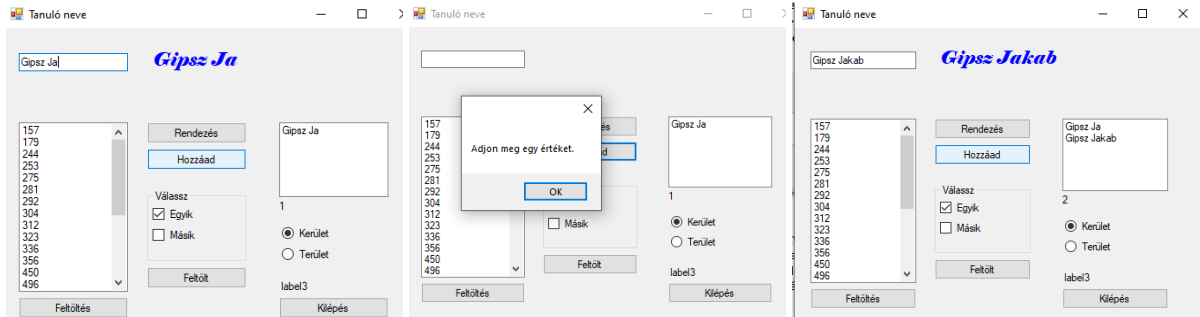 Tanuló neve
Gipsz Ja
Gipsz Ja
157
179
244
253
275
281
292
304
312
323
336
356
450
496
Rendezés
Hozzáad
Válassz
Egyik
Másik
Feltölt
Gipsz Ja
1
Kerület
Terület
label3
Feltöltés
Kilépés
Tanuló neve
157
179
244
253
275
281
292
304
312
323
336
356
450
496
és
d
Adjon meg egy értéket.
OK
Másik
Feltölt
Gipsz Ja
1
Kerület
Terület
label3
Feltöltés
Kilépés
Tanuló neve
Gipsz Jakab
Gipsz Jakab
157
179
244
253
275
281
292
304
312
323
336
356
450
496
Rendezés
Hozzáad
Válassz
Egyik
Másik
Feltölt
Gipsz Ja
Gipsz Jakab
2
Kerület
Terület
label3
Feltöltés
Kilépés